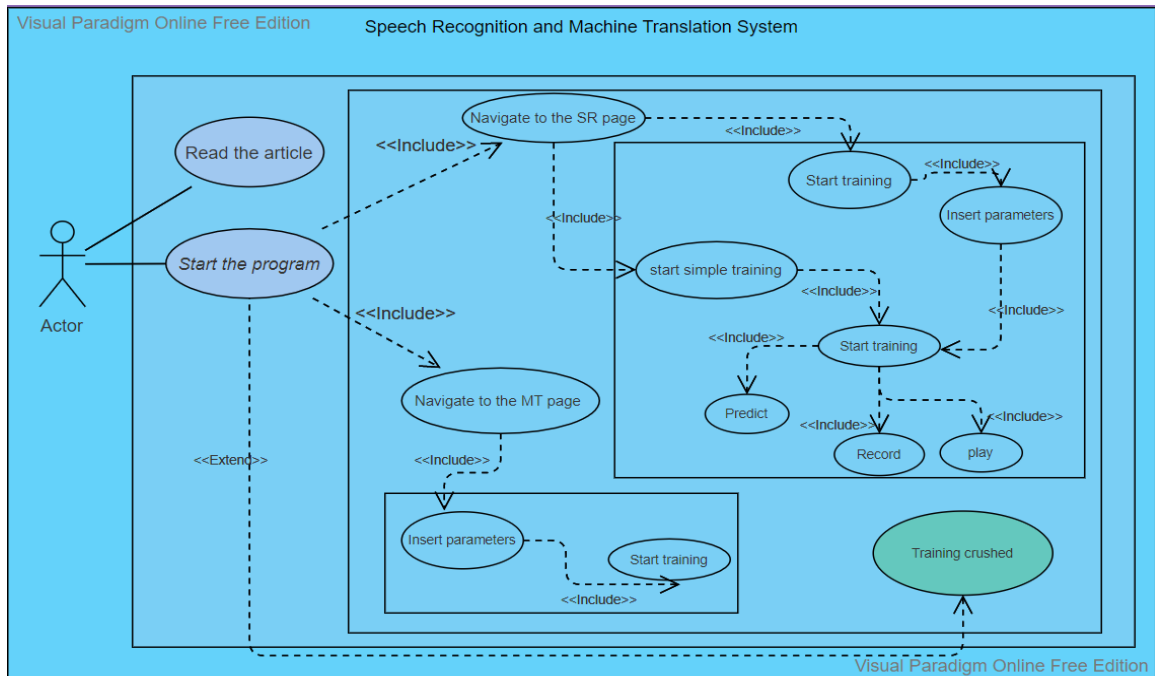 Visual Paradigm Online Free Edition
Speech Recognition and Machine Translation System
Navigate to the SR page
<<Include>>
Read the article
<<Include>>
Start training
<<Include>>
Insert parameters
<<Include>>
Start the program
start simple training
<<Include>>
<<Include>>
<<Include>>
Actor
<<Include>>
Start training
Navigate to the MT page
Predict
<<Include>>
<<Include>>
Record
play
<<Extend>>
<<Include>>
Insert parameters
Start training
<<Include>>
Training crushed
Visual Paradigm Online Free Edition